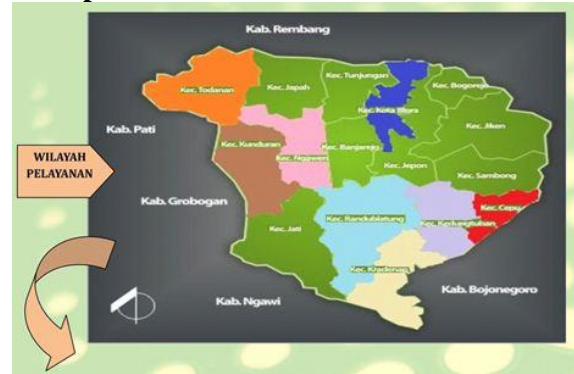 Kab. Rembang
Kec. Tunjungan
Kec. Todanan
Kec. Japah
Kec. Bogorejo
Kec. Kota Blora
Kab. Pati
Kec. Jiken
Kec. Kunduran
Kec. Banjarejo
Kec. Ngawen
WILAYAH
PELAYANAN
Kec. Jepon
Kec. Sambong
Kab. Grobogan
Kec. Cepu
Kec. Randublatung
Kec. Kedungtuban
Kec. Jati
Kec. Kradenan
Kab. Bojonegoro
Kab. Ngawi